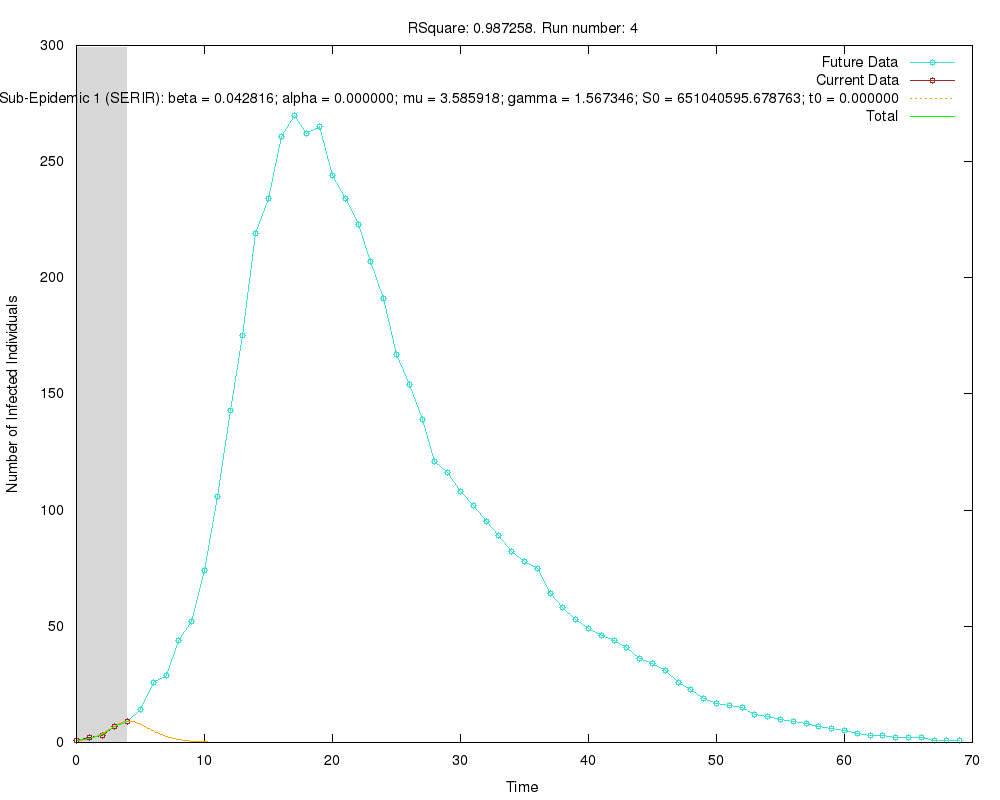 RSquare: 0.987258. Run number: 4
Future Data
Current Data
Sub-Epidemic 1 (SERIR): beta = 0.042816; alpha = 0.000000; mu = 3.585918; gamma = 1.567346; S0 = 651040595.678763; t0 = 0.000000
Total
300
250
200
150
100
50
0
Number of Infected Individuals
0 10 20 30 40 50 60 70
Time